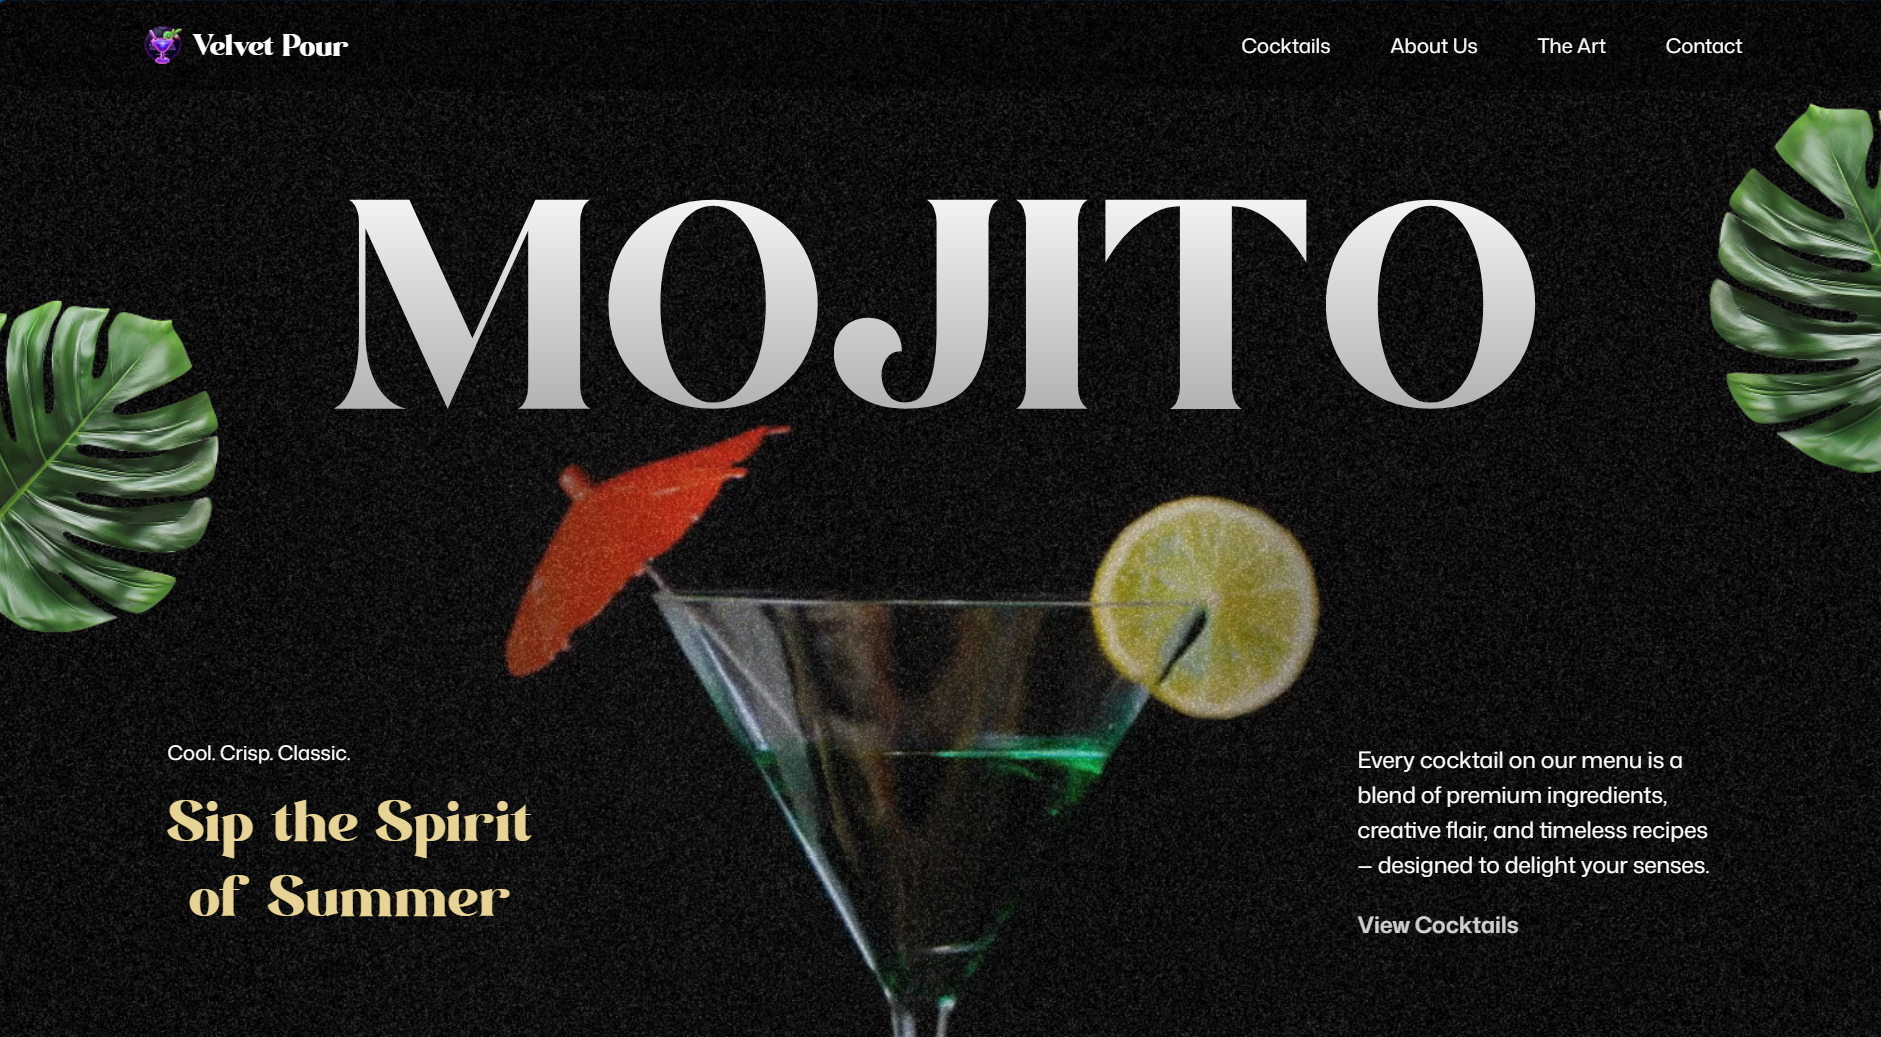 Velvet Pour
Cocktails
About Us
The Art
Contact
MOJITO
Cool. Crisp. Classic.
Sip the Spirit
of Summer
Every cocktail on our menu is a
blend of premium ingredients,
creative flair, and timeless recipes
– designed to delight your senses.
View Cocktails